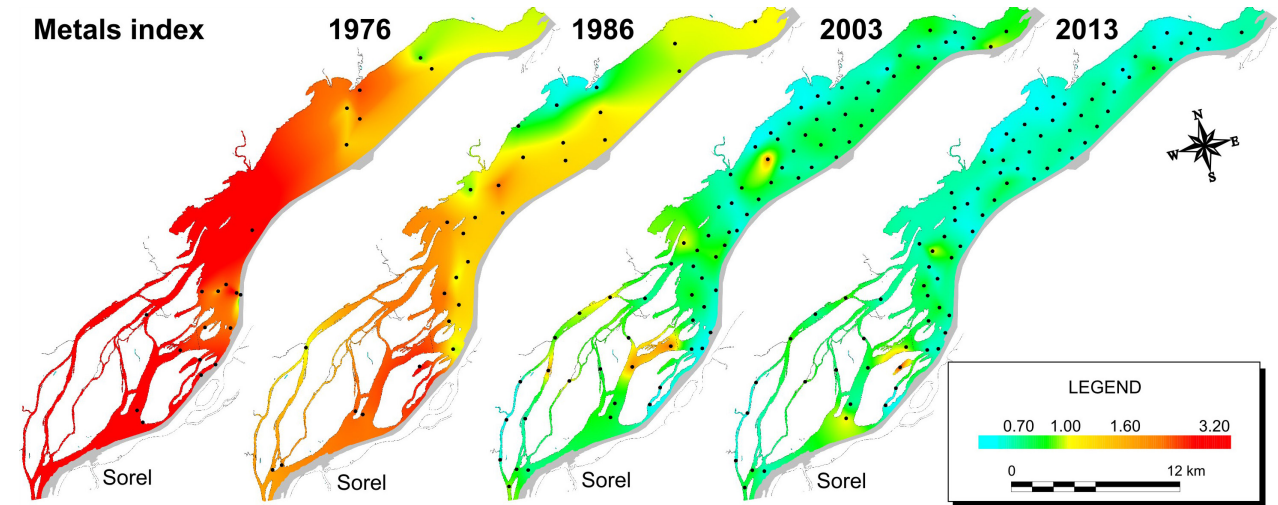 Metals index
1976
1986
2003
2013
N
W E
S
Sorel
Sorel
Sorel
Sorel
LEGEND
0.70 1.00 1.60 3.20
0 12 km